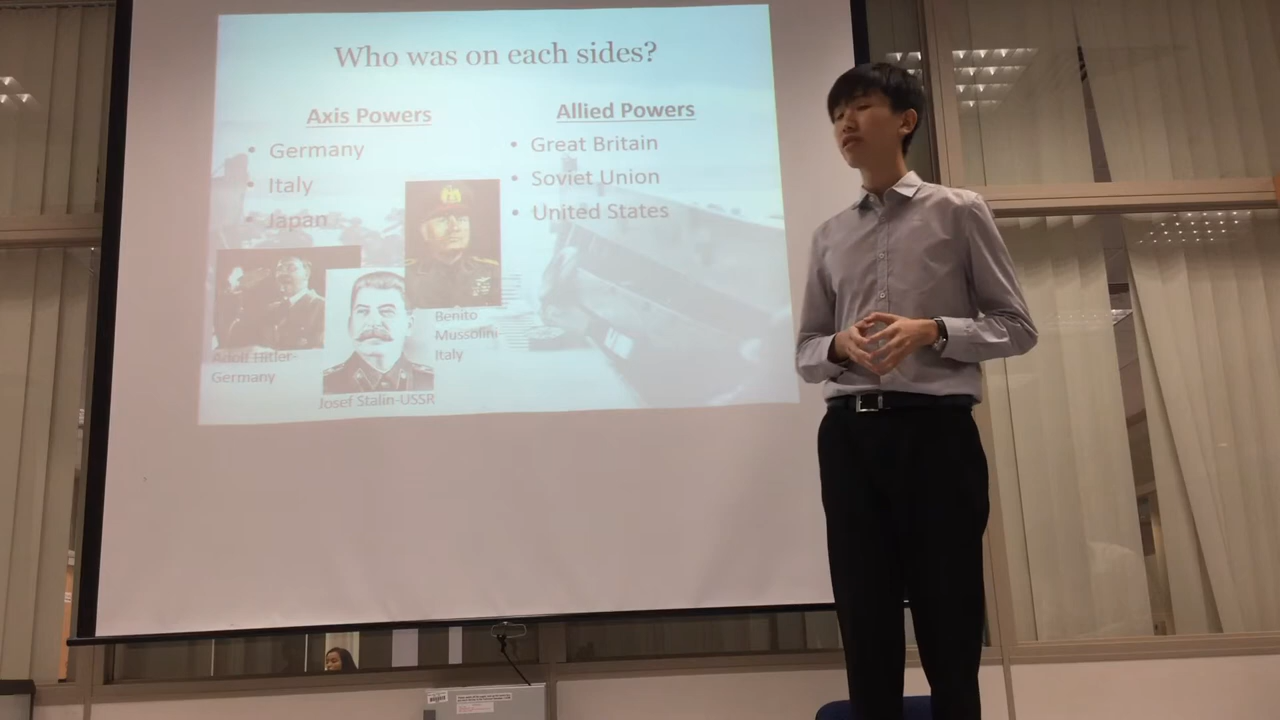 Who was on each sides?
Axis Powers
• Germany
• Italy
• Japan
Allied Powers
• Great Britain
• Soviet Union
• United States
Benito
Mussolini-
Italy
Adolf Hitler-
Germany
Josef Stalin-USSR